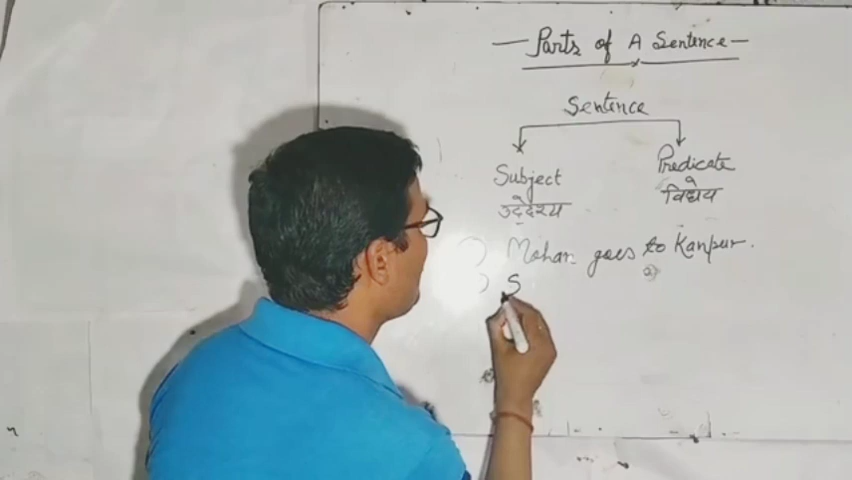 — Parts of A Sentence —
Sentence
Subject Predicate
उद्देश्य विधेय
Mohan goes to Kanpur.
S